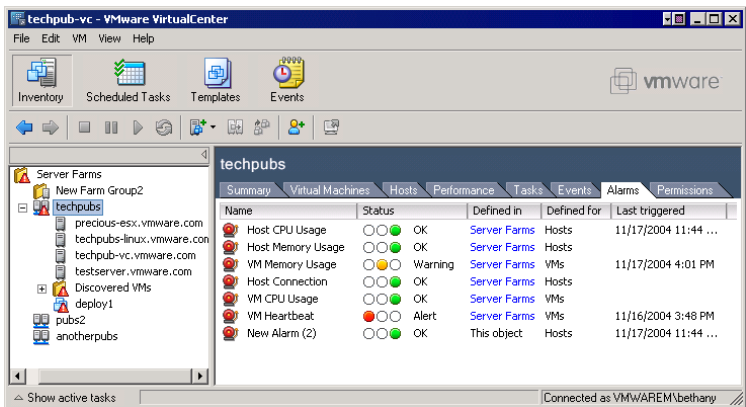 techpub-vc - VMware VirtualCenter
File Edit VM View Help
Inventory Scheduled Tasks Templates Events
vmware
techpubs
Summary Virtual Machines Hosts Performance Tasks Events Alarms Permissions
Server Farms
New Farm Group2
techpubs
precious-esx.vmware.com
techpubs-linux.vmware.con
techpub-vc.vmware.com
testserver.vmware.com
Discovered VMs
deploy1
pubs2
anotherpubs
Name Status Defined in Defined for Last triggered
Host CPU Usage OK Server Farms Hosts 11/17/2004 11:44 ...
Host Memory Usage OK Server Farms Hosts
VM Memory Usage Warning Server Farms VMs 11/17/2004 4:01 PM
Host Connection OK Server Farms Hosts
VM CPU Usage OK Server Farms VMs
VM Heartbeat Alert Server Farms VMs 11/16/2004 3:48 PM
New Alarm (2) OK This object Hosts 11/17/2004 11:44 ...
Show active tasks Connected as VMWAREM\bethany